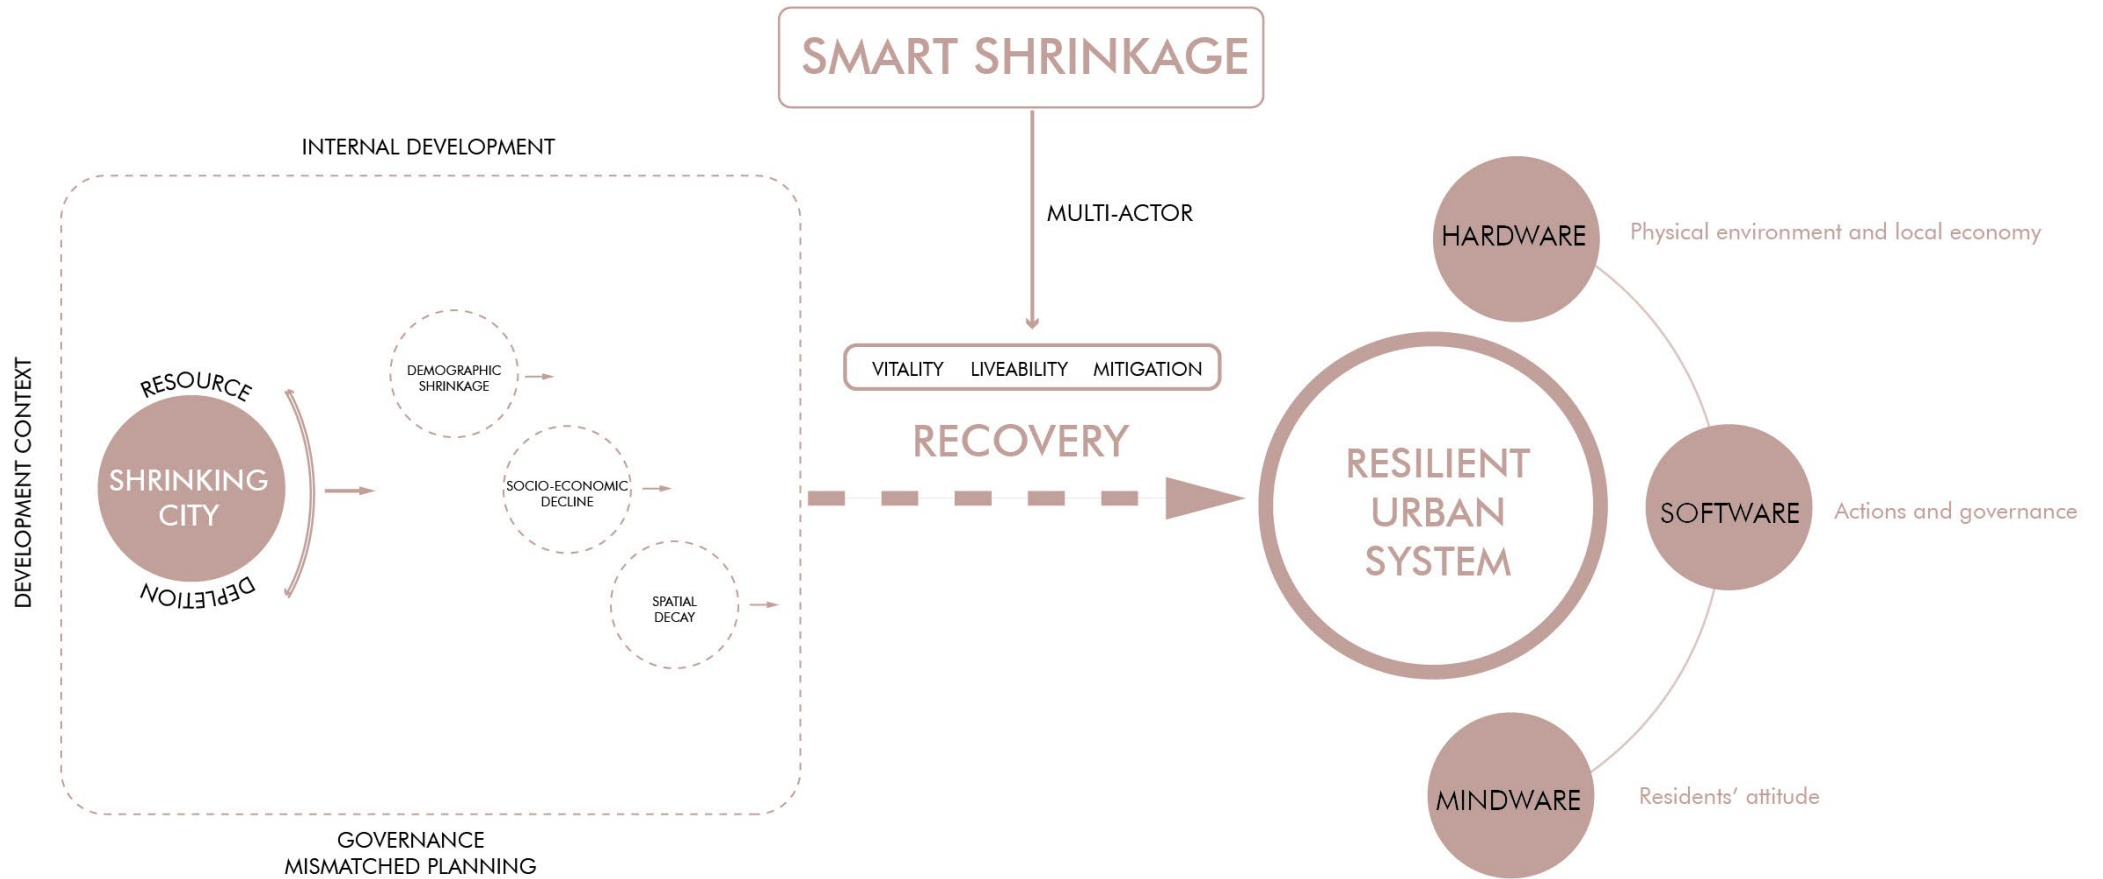 SMART SHRINKAGE
INTERNAL DEVELOPMENT
MULTI-ACTOR
DEVELOPMENT CONTEXT
RESOURCE
SHRINKING
CITY
DEPLETION
DEMOGRAPHIC
SHRINKAGE
SOCIO-ECONOMIC
DECLINE
SPATIAL
DECAY
GOVERNANCE
MISMATCHED PLANNING
VITALITY LIVEABILITY MITIGATION
RECOVERY
RESILIENT
URBAN
SYSTEM
HARDWARE
Physical environment and local economy
SOFTWARE
Actions and governance
MINDWARE
Residents’ attitude